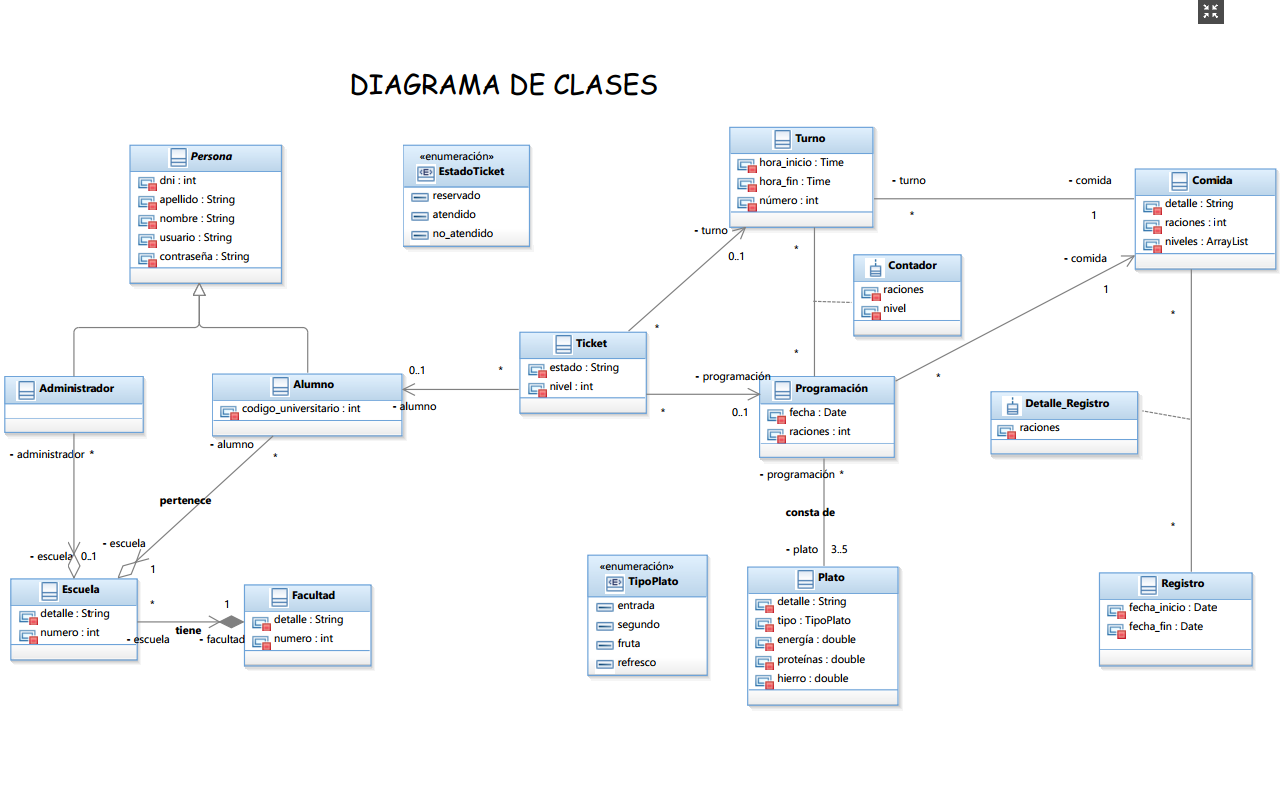 DIAGRAMA DE CLASES
Persona
dni : int
apellido : String
nombre : String
usuario : String
contraseña : String
«enumeración»
EstadoTicket
reservado
atendido
no_atendido
Turno
hora_inicio : Time
hora_fin : Time
número : int
- turno
*
- comida
1
Comida
detalle : String
raciones : int
niveles : ArrayList
- turno
0..1
*
*
*
Contador
raciones
nivel
- comida
1
*
Ticket
estado : String
nivel : int
Administrador
Alumno
codigo_universitario : int
0..1
*
- alumno
- programación
*
0..1
Programación
fecha : Date
raciones : int
*
Detalle_Registro
raciones
*
- administrador *
- alumno
*
pertenece
- escuela
1
- escuela 0..1
- programación *
consta de
- plato 3..5
Escuela
detalle : String
numero : int
*
1
tiene
- escuela
- facultad
Facultad
detalle : String
numero : int
«enumeración»
TipoPlato
entrada
segundo
fruta
refresco
Plato
detalle : String
tipo : TipoPlato
energía : double
proteínas : double
hierro : double
Registro
fecha_inicio : Date
fecha_fin : Date